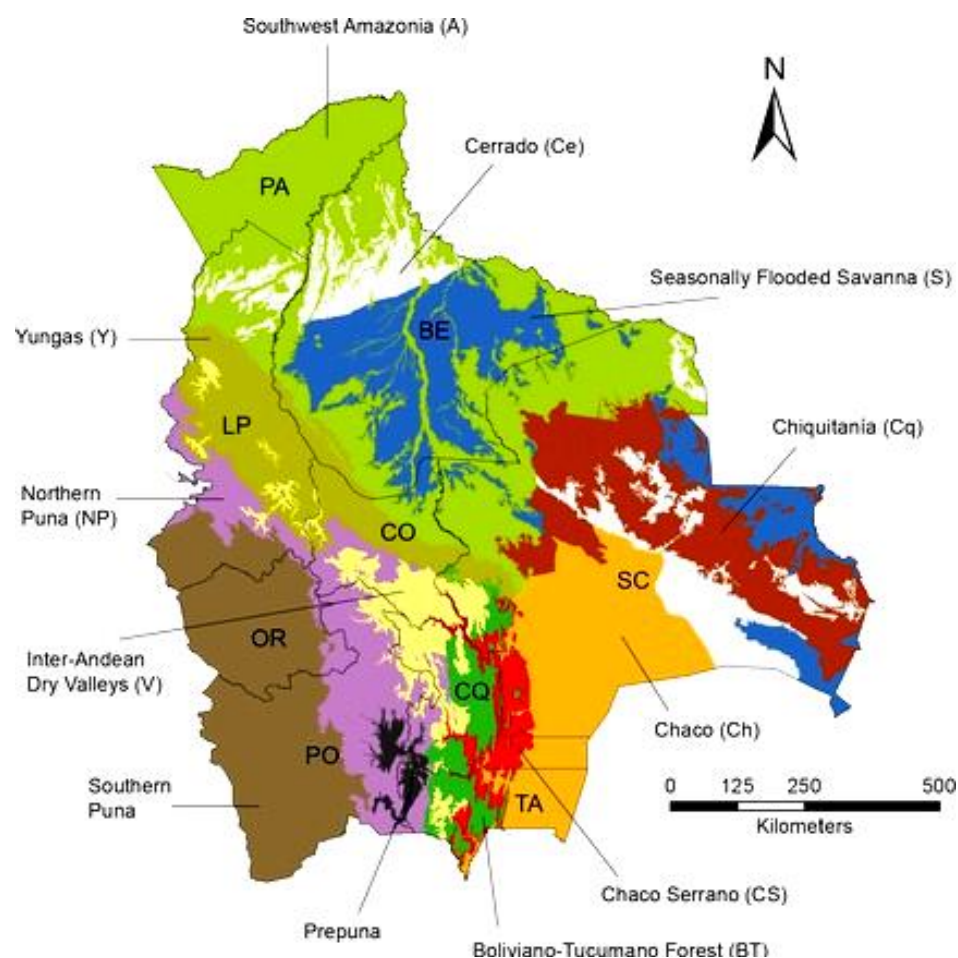 Southwest Amazonia (A)
N
Cerrado (Ce)
PA
Seasonally Flooded Savanna (S)
BE
Yungas (Y)
LP
Chiquitania (Cq)
Northern
Puna (NP)
CO
SC
OR
Inter-Andean
Dry Valleys (V)
CQ
Chaco (Ch)
PO
Southern
Puna
TA
0 125 250 500
Kilometers
Chaco Serrano (CS)
Prepuna
Boliviano-Tucumano Forest (BT)